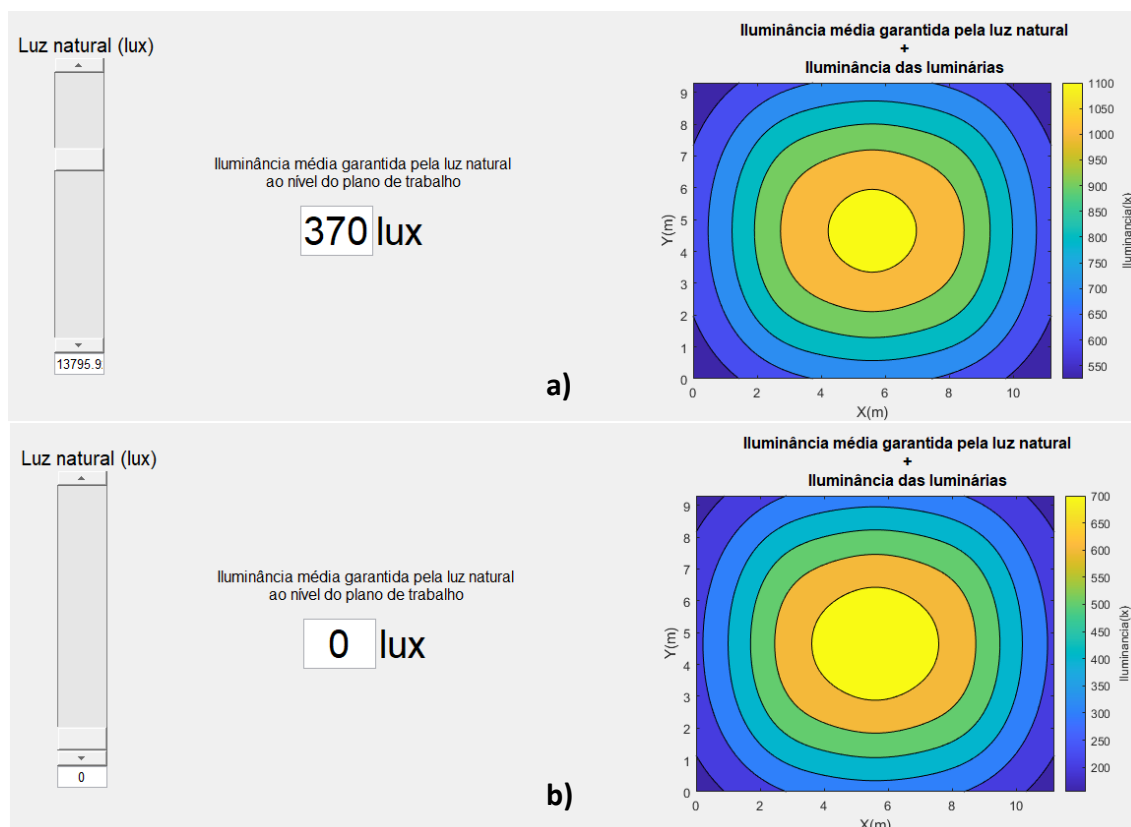 Luz natural (lux)
13795.9
Iluminância média garantida pela luz natural
ao nível do plano de trabalho
370 lux
a)
Iluminância média garantida pela luz natural
+
Iluminância das luminárias
9
8
7
6
5
4
3
2
1
0
Y(m)
0 2 4 6 8 10
X(m)
1100
1050
1000
950
900
850
800
750
700
650
600
550
Iluminancia(lx)
Luz natural (lux)
0
Iluminância média garantida pela luz natural
ao nível do plano de trabalho
0 lux
b)
Iluminância média garantida pela luz natural
+
Iluminância das luminárias
9
8
7
6
5
4
3
2
1
0
Y(m)
0 2 4 6 8 10
X(m)
700
650
600
550
500
450
400
350
300
250
200
Iluminancia(lx)